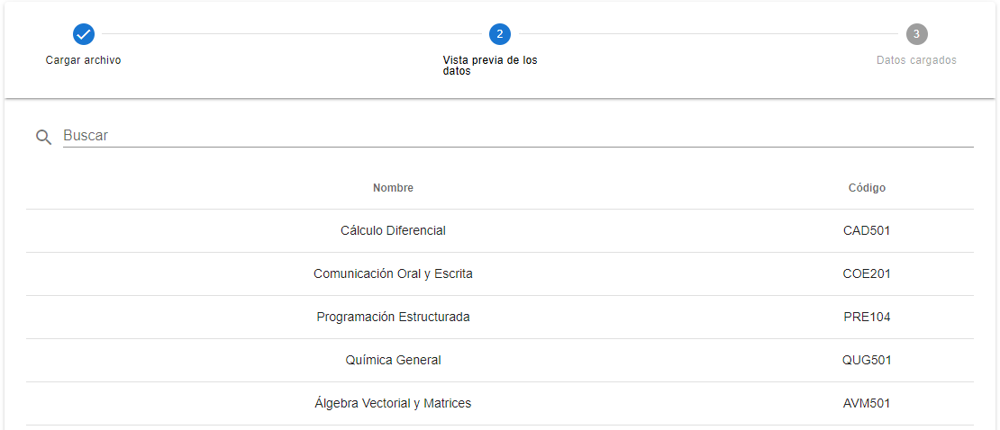 2
3
Cargar archivo
Vista previa de los
datos
Datos cargados
Buscar
Nombre Código
Cálculo Diferencial CAD501
Comunicación Oral y Escrita COE201
Programación Estructurada PRE104
Química General QUG501
Álgebra Vectorial y Matrices AVM501